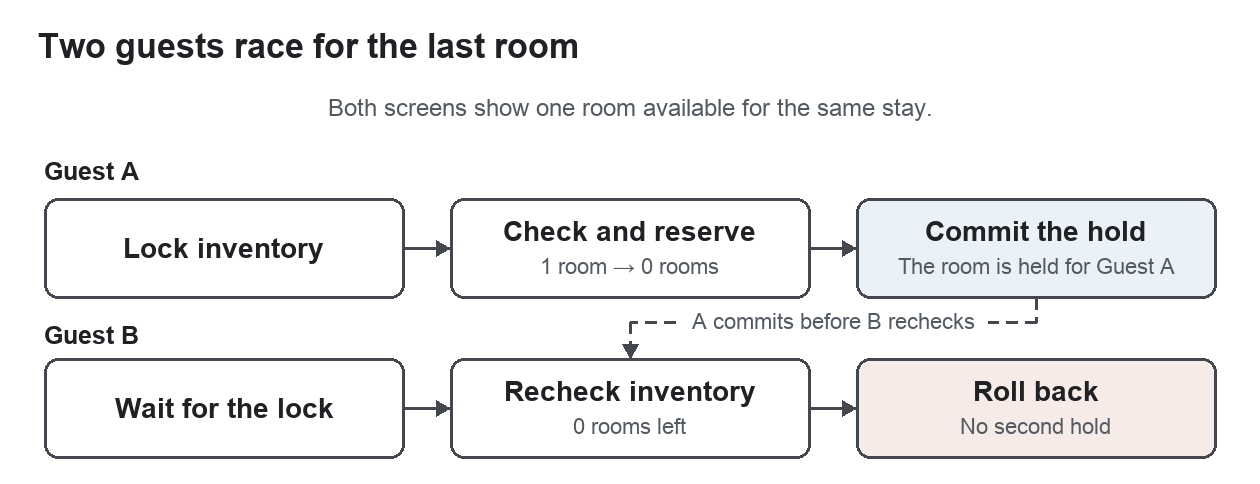 Two guests race for the last room
Both screens show one room available for the same stay.
Guest A
Lock inventory
Check and reserve
1 room → 0 rooms
Commit the hold
The room is held for Guest A
A commits before B rechecks
Guest B
Wait for the lock
Recheck inventory
0 rooms left
Roll back
No second hold